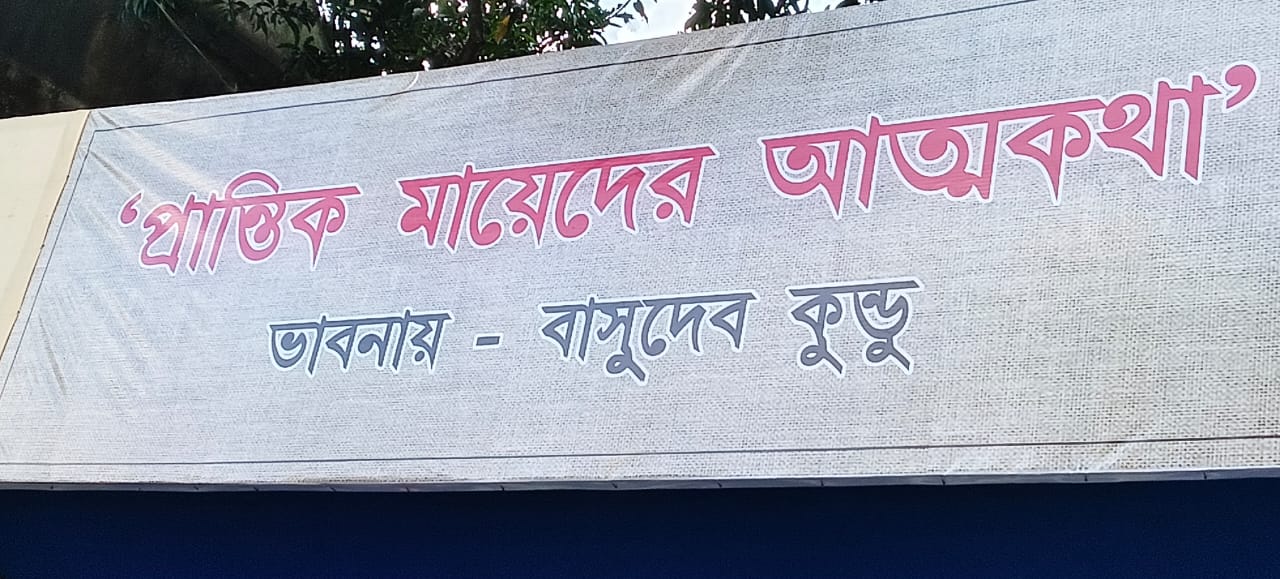 ‘প্রান্তিক মায়েদের আত্মকথা’
ভাবনায় - বাসুদেব কুন্ডু